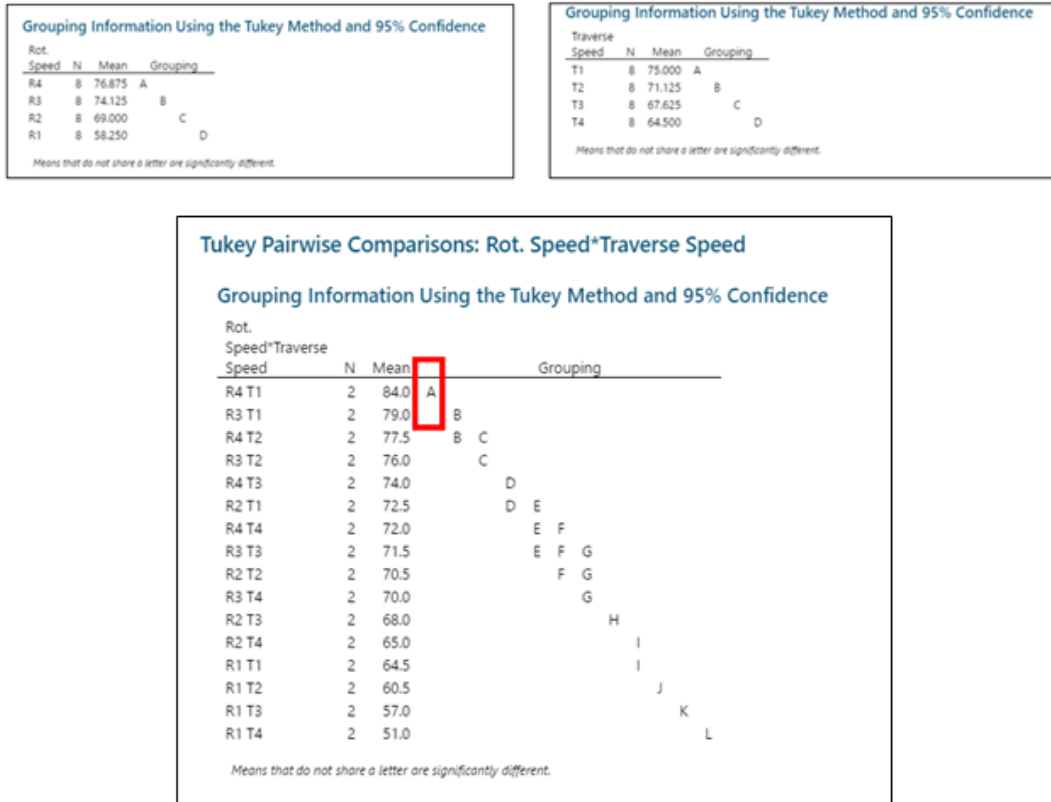 Grouping Information Using the Tukey Method and 95% Confidence
Rot.
Speed N Mean Grouping
R4 8 76.875 A
R3 8 74.125 B
R2 8 69.000 C
R1 8 58.250 D
Means that do not share a letter are significantly different.
Grouping Information Using the Tukey Method and 95% Confidence
Traverse
Speed N Mean Grouping
T1 8 75.000 A
T2 8 71.125 B
T3 8 67.625 C
T4 8 64.500 D
Means that do not share a letter are significantly different.
Tukey Pairwise Comparisons: Rot. Speed*Traverse Speed
Grouping Information Using the Tukey Method and 95% Confidence
Rot.
Speed*Traverse
Speed N Mean Grouping
R4 T1 2 84.0 A
R3 T1 2 79.0 B
R4 T2 2 77.5 B C
R3 T2 2 76.0 C
R4 T3 2 74.0 D
R2 T1 2 72.5 D E
R4 T4 2 72.0 E F
R3 T3 2 71.5 E F G
R2 T2 2 70.5 F G
R3 T4 2 70.0 G
R2 T3 2 68.0 H
R2 T4 2 65.0 I
R1 T1 2 64.5 I
R1 T2 2 60.5 J
R1 T3 2 57.0 K
R1 T4 2 51.0 L
Means that do not share a letter are significantly different.